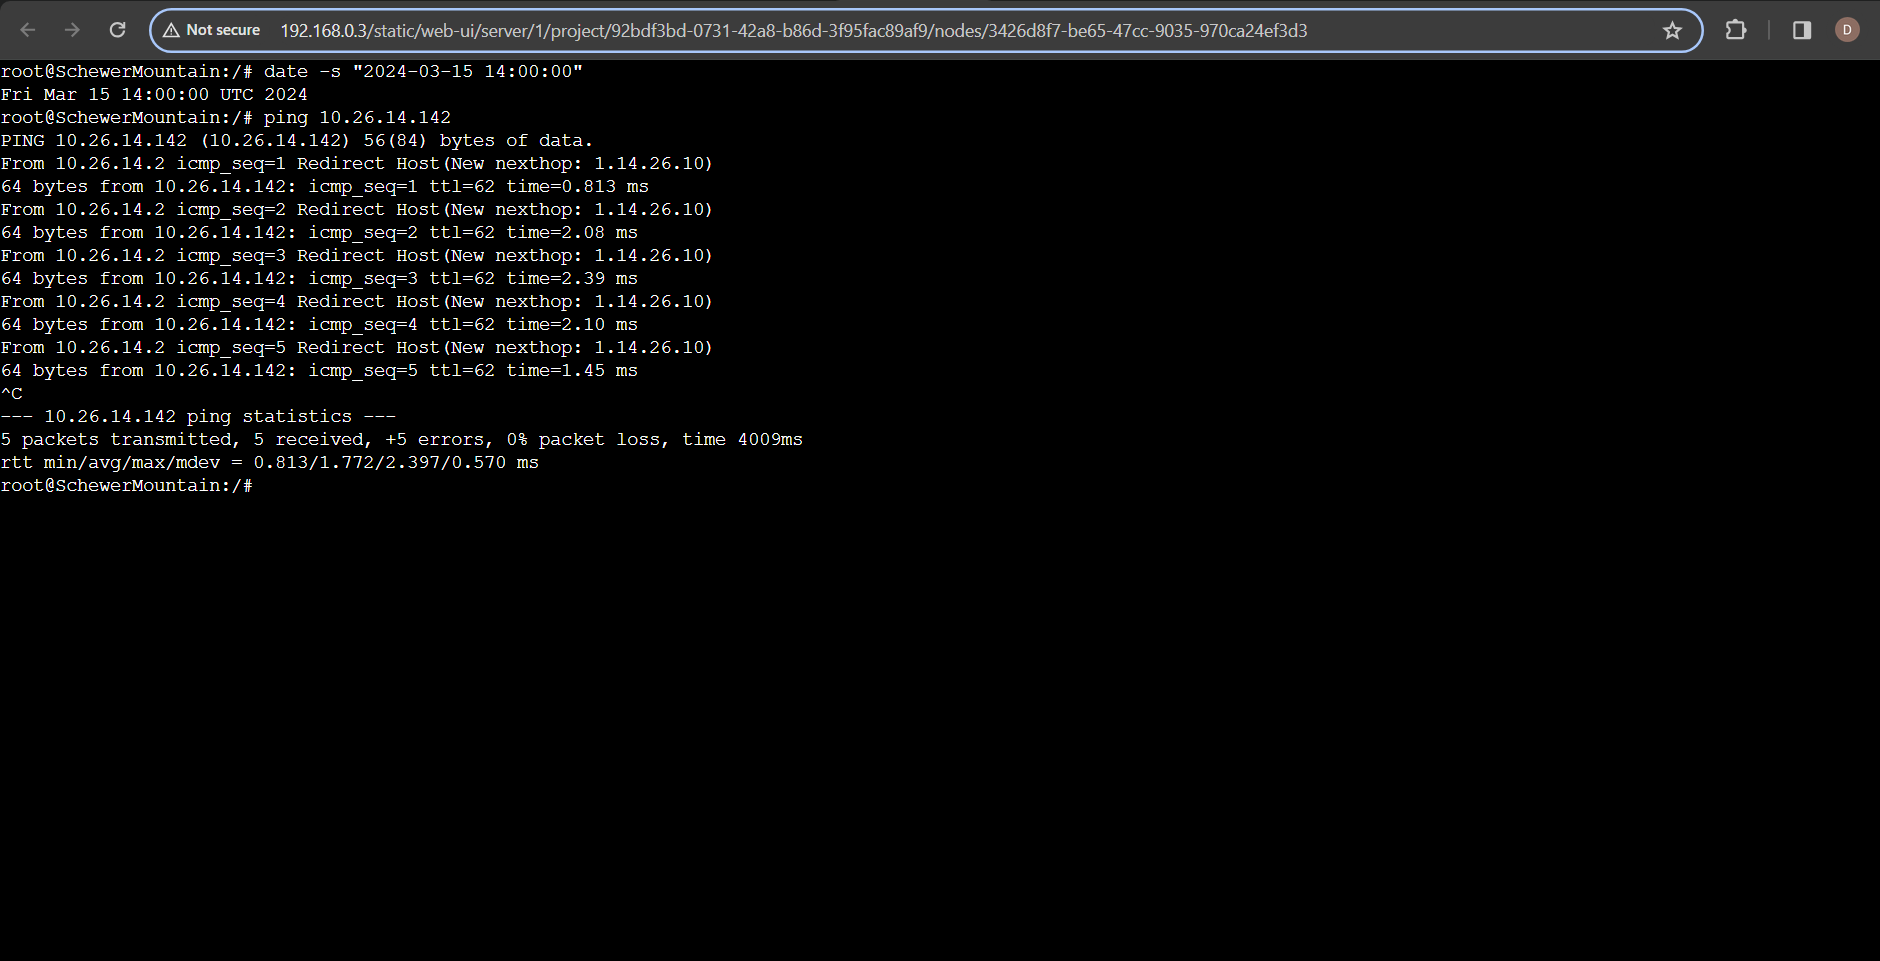 Not secure 192.168.0.3/static/web-ui/server/1/project/92bdf3bd-0731-42a8-b86d-3f95fac89af9/nodes/3426d8f7-be65-47cc-9035-970ca24ef3d3 D
root@SchewerMountain:/# date -s "2024-03-15 14:00:00"
Fri Mar 15 14:00:00 UTC 2024
root@SchewerMountain:/# ping 10.26.14.142
PING 10.26.14.142 (10.26.14.142) 56(84) bytes of data.
From 10.26.14.2 icmp_seq=1 Redirect Host(New nexthop: 1.14.26.10)
64 bytes from 10.26.14.142: icmp_seq=1 ttl=62 time=0.813 ms
From 10.26.14.2 icmp_seq=2 Redirect Host(New nexthop: 1.14.26.10)
64 bytes from 10.26.14.142: icmp_seq=2 ttl=62 time=2.08 ms
From 10.26.14.2 icmp_seq=3 Redirect Host(New nexthop: 1.14.26.10)
64 bytes from 10.26.14.142: icmp_seq=3 ttl=62 time=2.39 ms
From 10.26.14.2 icmp_seq=4 Redirect Host(New nexthop: 1.14.26.10)
64 bytes from 10.26.14.142: icmp_seq=4 ttl=62 time=2.10 ms
From 10.26.14.2 icmp_seq=5 Redirect Host(New nexthop: 1.14.26.10)
64 bytes from 10.26.14.142: icmp_seq=5 ttl=62 time=1.45 ms
^C
--- 10.26.14.142 ping statistics ---
5 packets transmitted, 5 received, +5 errors, 0% packet loss, time 4009ms
rtt min/avg/max/mdev = 0.813/1.772/2.397/0.570 ms
root@SchewerMountain:/#